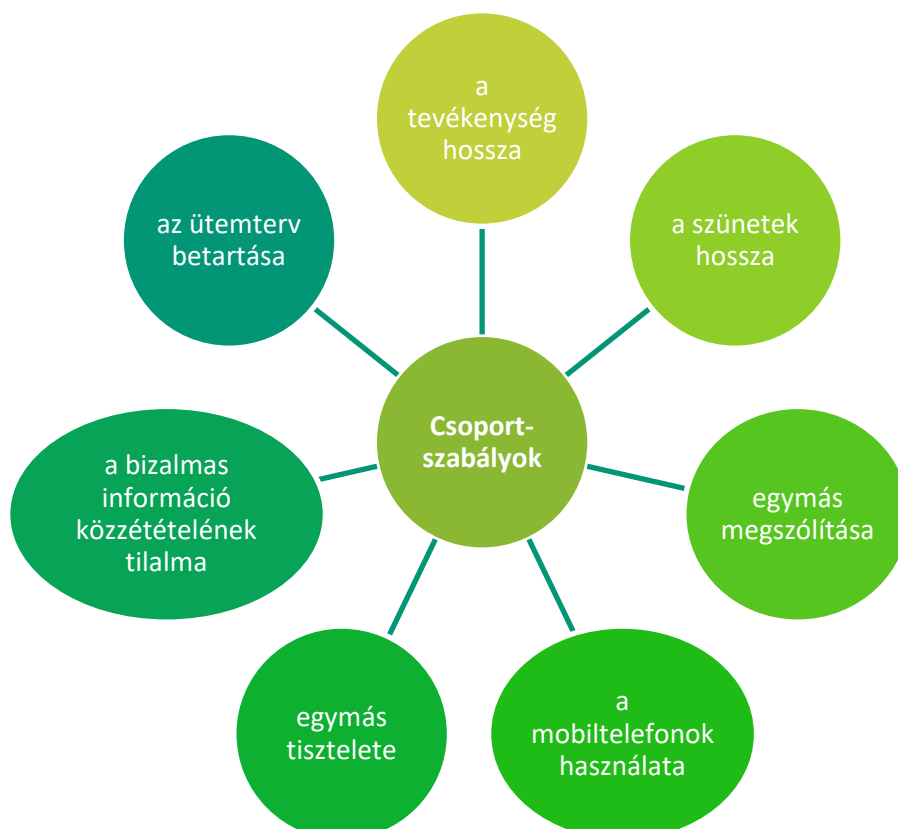 a
tevékenység
hossza
a szünetek
hossza
egymás
megszólítása
a
mobiltelefonok
használata
egymás
tisztelete
a bizalmas
információ
közzétételének
tilalma
az ütemterv
betartása
Csoport-
szabályok